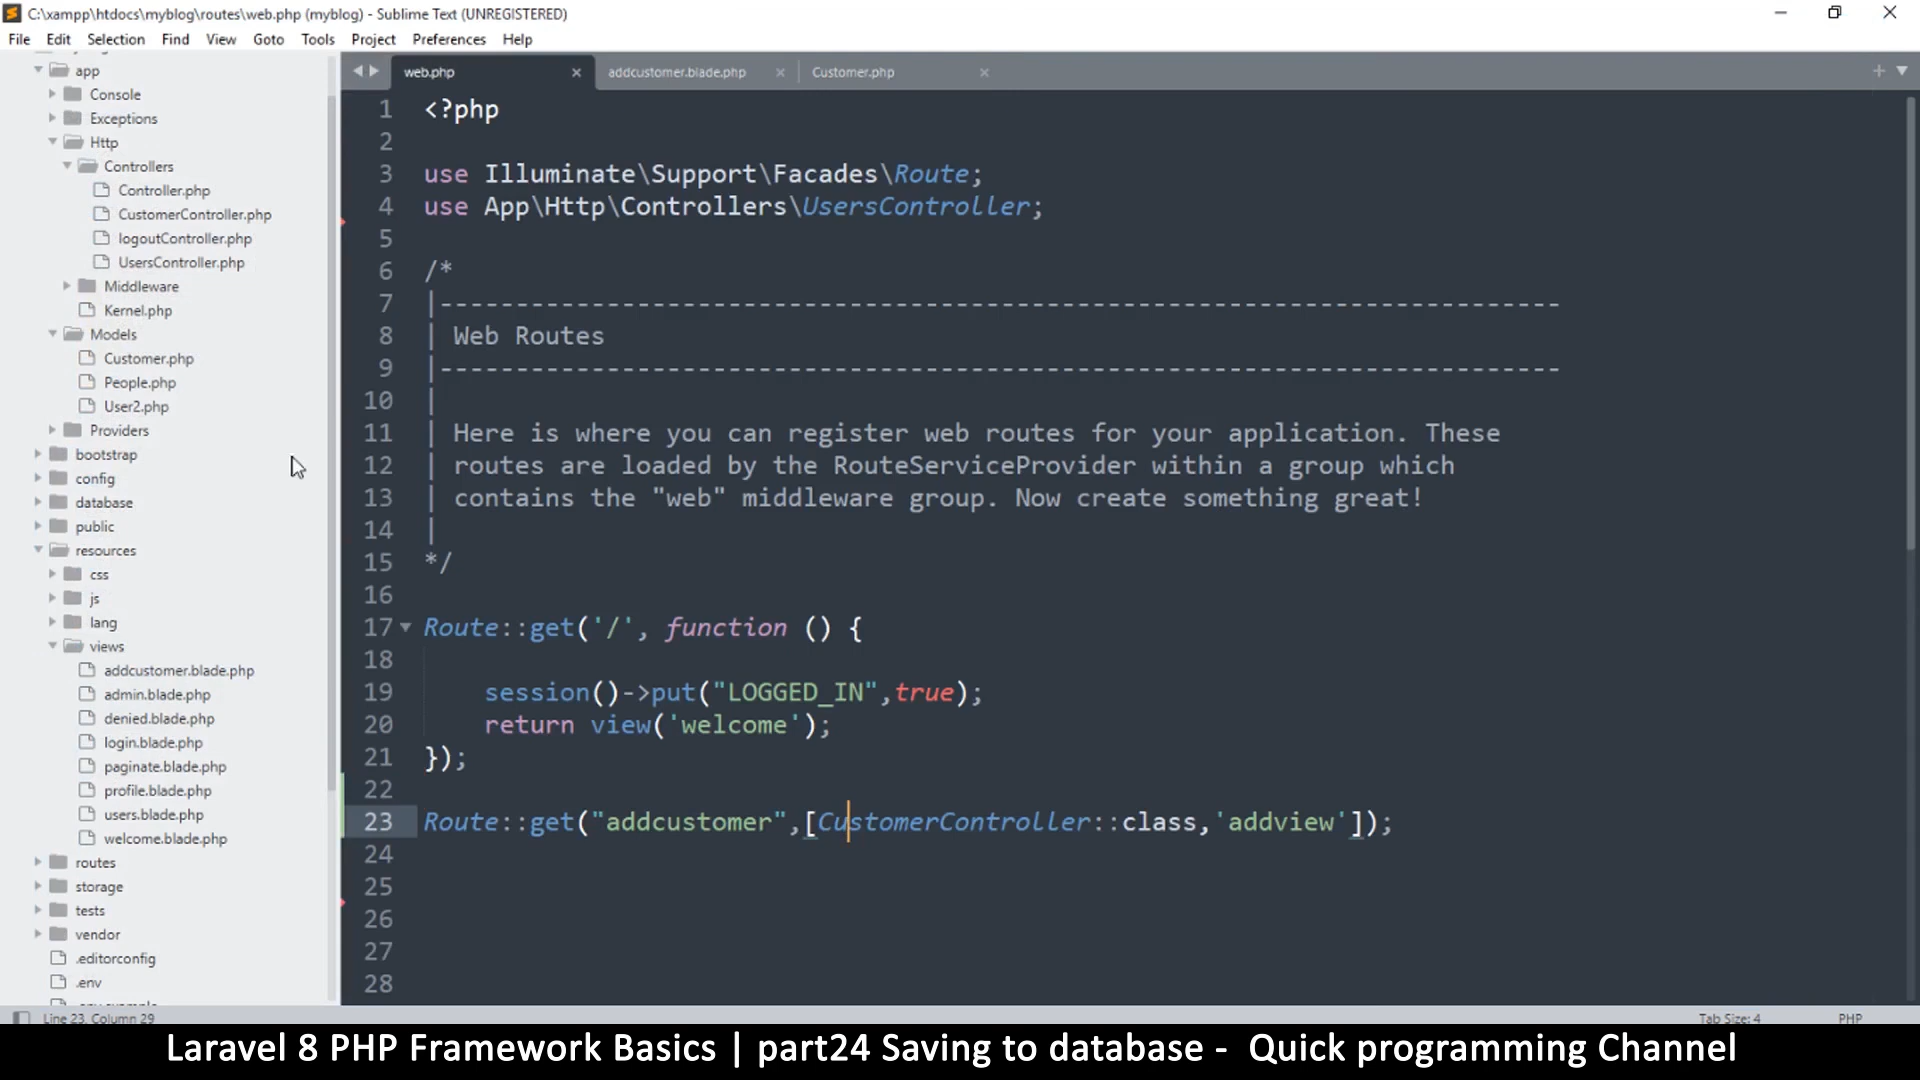 C:\xampp\htdocs\myblog\routes\web.php (myblog) - Sublime Text (UNREGISTERED)
File Edit Selection Find View Goto Tools Project Preferences Help
app
Console
Exceptions
Http
Controllers
Controller.php
CustomerController.php
logoutController.php
UsersController.php
Middleware
Kernel.php
Models
Customer.php
People.php
User2.php
Providers
bootstrap
config
database
public
resources
css
js
lang
views
addcustomer.blade.php
admin.blade.php
denied.blade.php
login.blade.php
paginate.blade.php
profile.blade.php
users.blade.php
welcome.blade.php
routes
storage
tests
vendor
.editorconfig
.env
web.php addcustomer.blade.php Customer.php
1 <?php
2
3 use Illuminate\Support\Facades\Route;
4 use App\Http\Controllers\UsersController;
5
6 /*
7 |--------------------------------------------------------------------------
8 | Web Routes
9 |--------------------------------------------------------------------------
10 |
11 | Here is where you can register web routes for your application. These
12 | routes are loaded by the RouteServiceProvider within a group which
13 | contains the "web" middleware group. Now create something great!
14 |
15 */
16
17 Route::get('/', function () {
18
19 session()->put("LOGGED_IN",true);
20 return view('welcome');
21 });
22
23 Route::get("addcustomer",[CustomerController::class,'addview']);
24
25
26
27
28
Line 23, Column 29 Tab Size: 4 PHP
Laravel 8 PHP Framework Basics | part24 Saving to database - Quick programming Channel